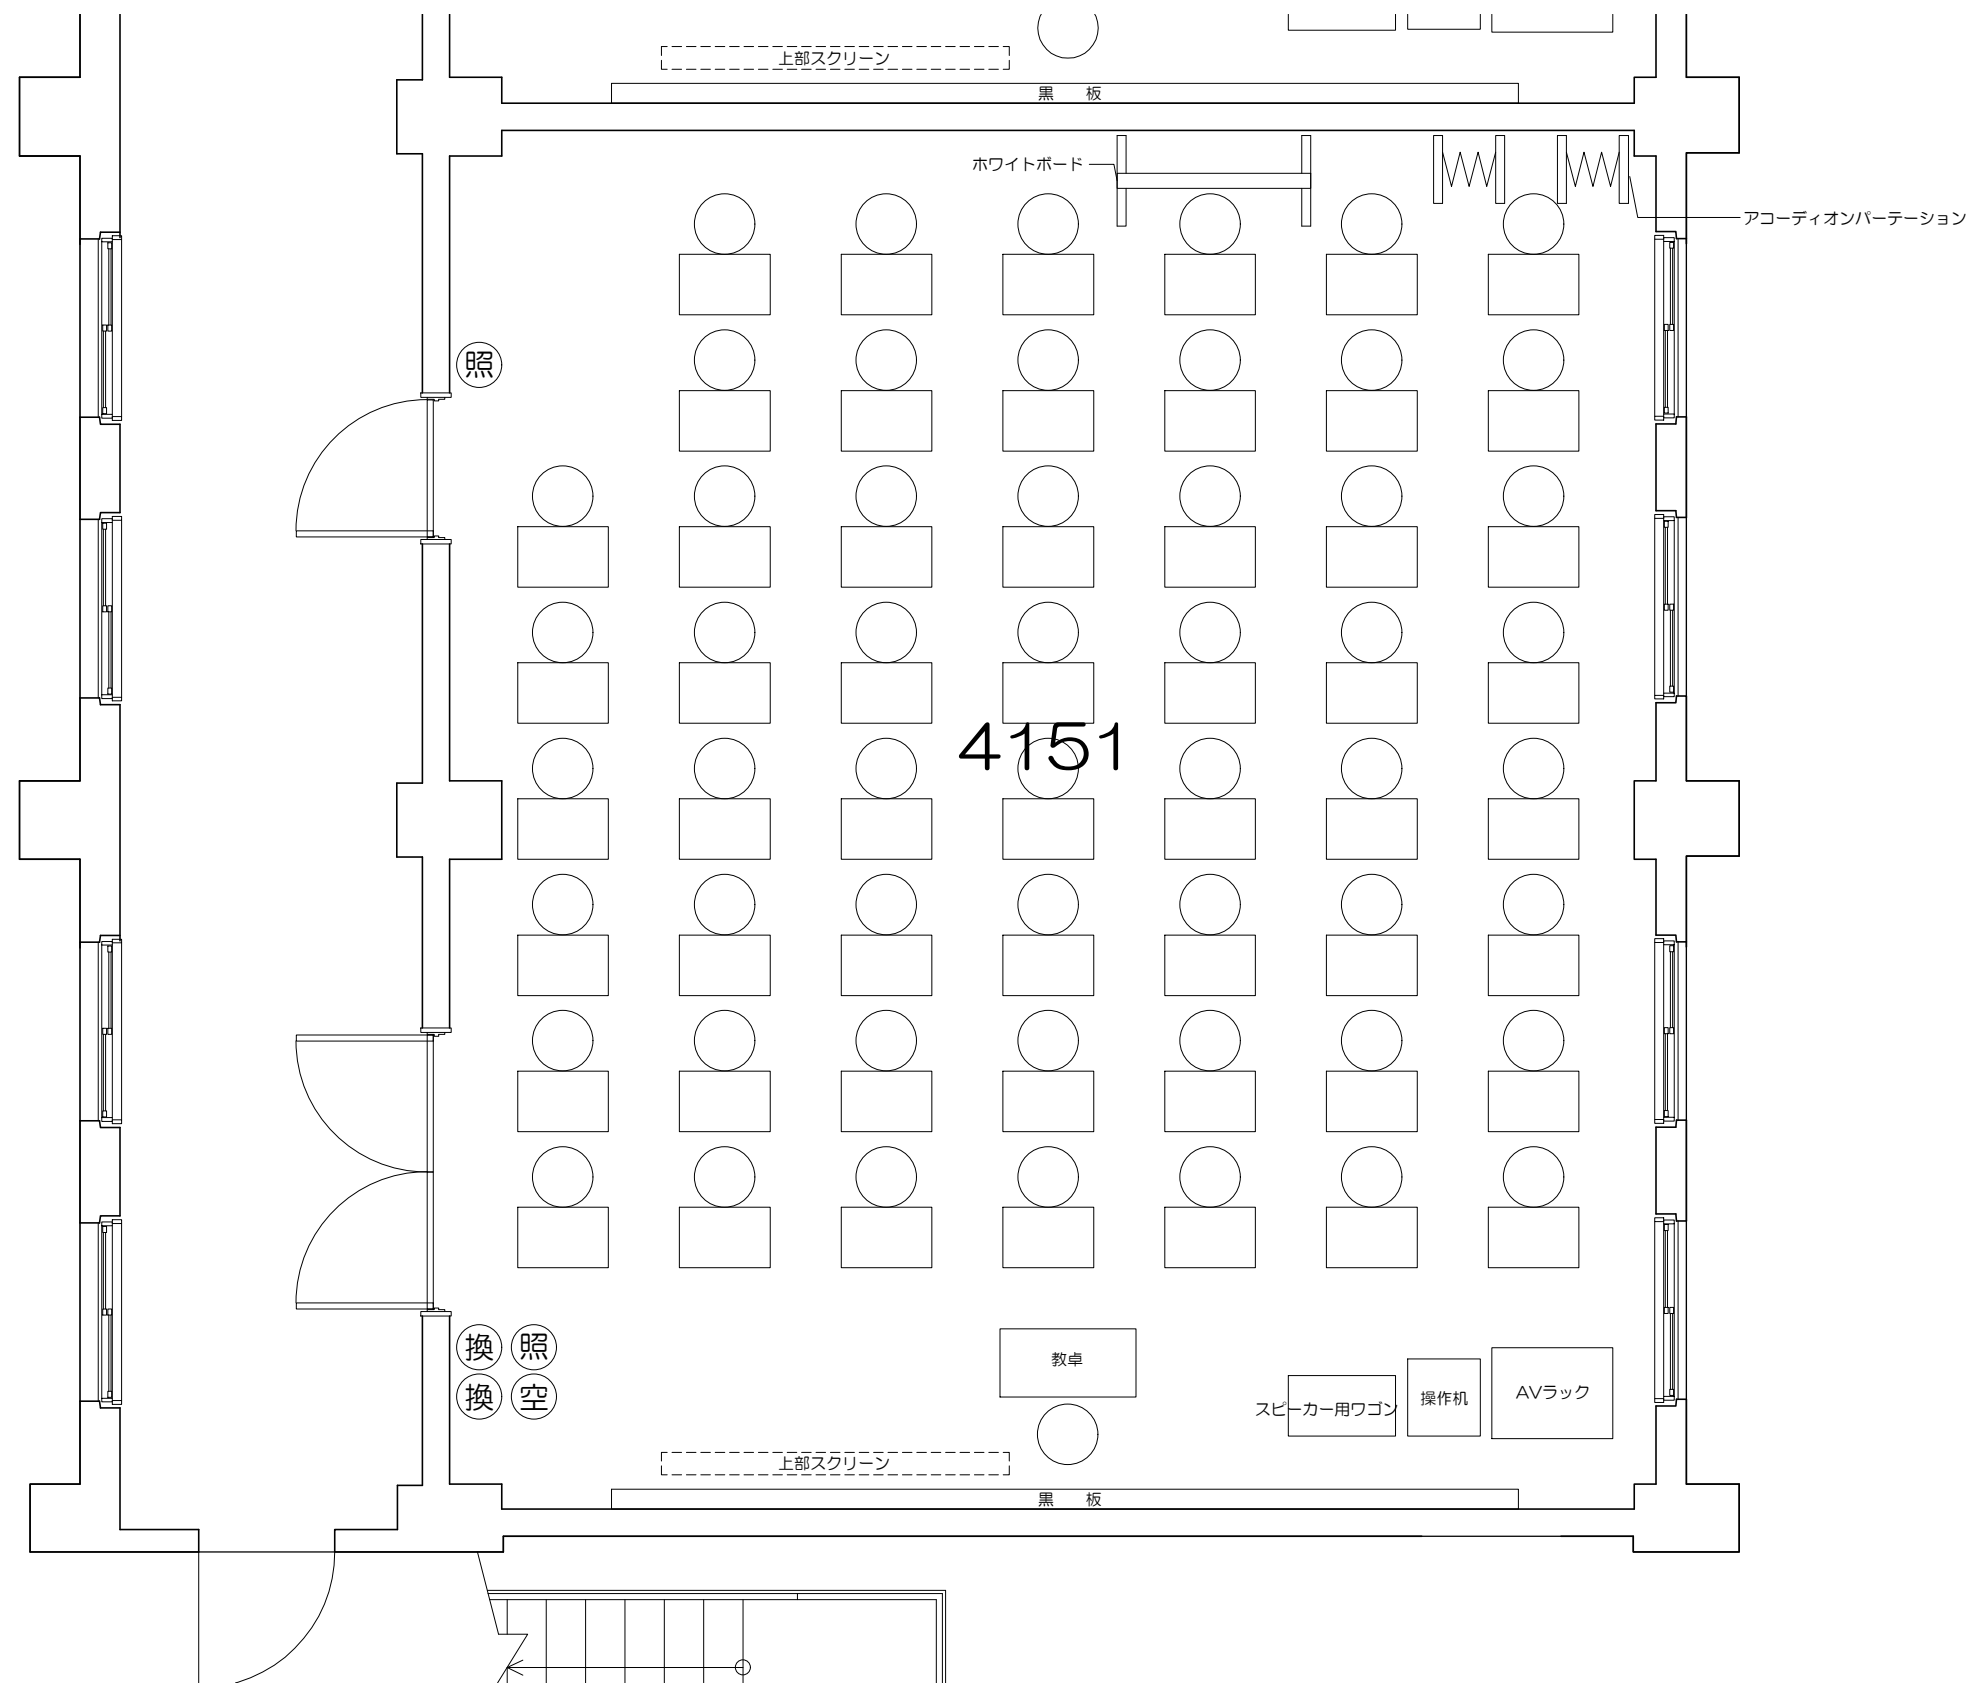 上部スクリーン
黒 板
ホワイトボード
アコーディオンパーテーション
照
4151
換 照
換 空
教卓
スピーカー用ワゴン
操作机
AVラック
上部スクリーン
黒 板